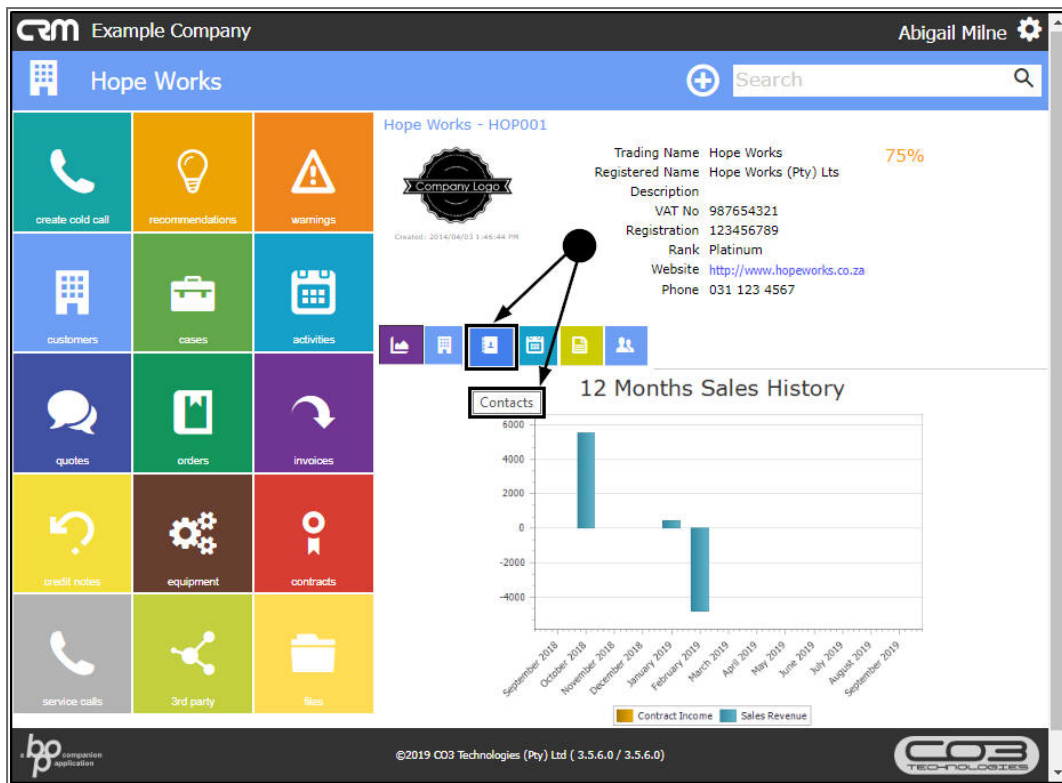 CRM Example Company
Abigail Milne
Hope Works
Search
create cold call
recommendations
warnings
customers
cases
activities
quotes
orders
invoices
credit notes
equipment
contracts
service calls
3rd party
files
Hope Works - HOP001
Company Logo
Created: 2014/04/03 1:46:44 PM
Trading Name Hope Works
75%
Registered Name Hope Works (Pty) Lts
Description
VAT No 987654321
Registration 123456789
Rank Platinum
Website http://www.hopeworks.co.za
Phone 031 123 4567
Contacts
12 Months Sales History
6000
4000
2000
0
-2000
-4000
September 2018
October 2018
November 2018
December 2018
January 2019
February 2019
March 2019
April 2019
May 2019
June 2019
July 2019
August 2019
September 2019
Contract Income
Sales Revenue
a bpo companion
application
©2019 CO3 Technologies (Pty) Ltd ( 3.5.6.0 / 3.5.6.0)
CO3
TECHNOLOGIES